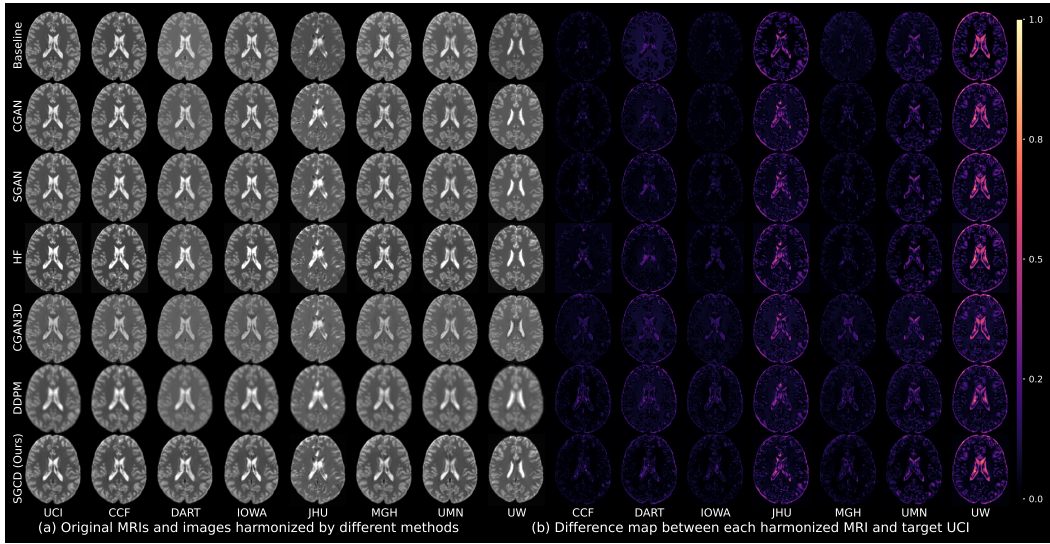 Baseline
CGAN
SGAN
HF
CGAN3D
DDPM
SGCD (Ours)
UCI CCF DART IOWA JHU MGH UMN UW
(a) Original MRIs and images harmonized by different methods
CCF DART IOWA JHU MGH UMN UW
(b) Difference map between each harmonized MRI and target UCI
1.0
0.8
0.5
0.2
0.0